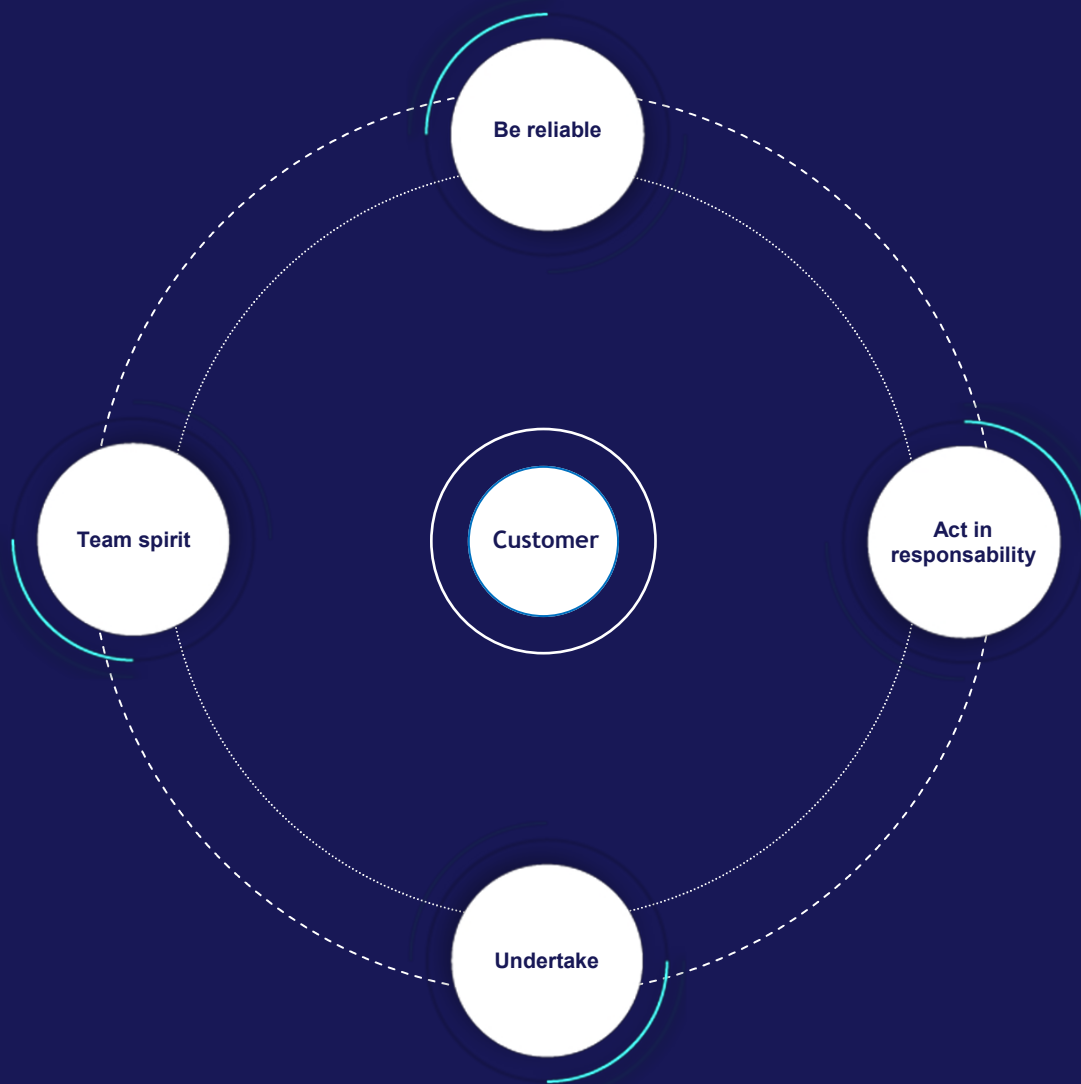 Be reliable
Team spirit
Customer
Act in
responsability
Undertake